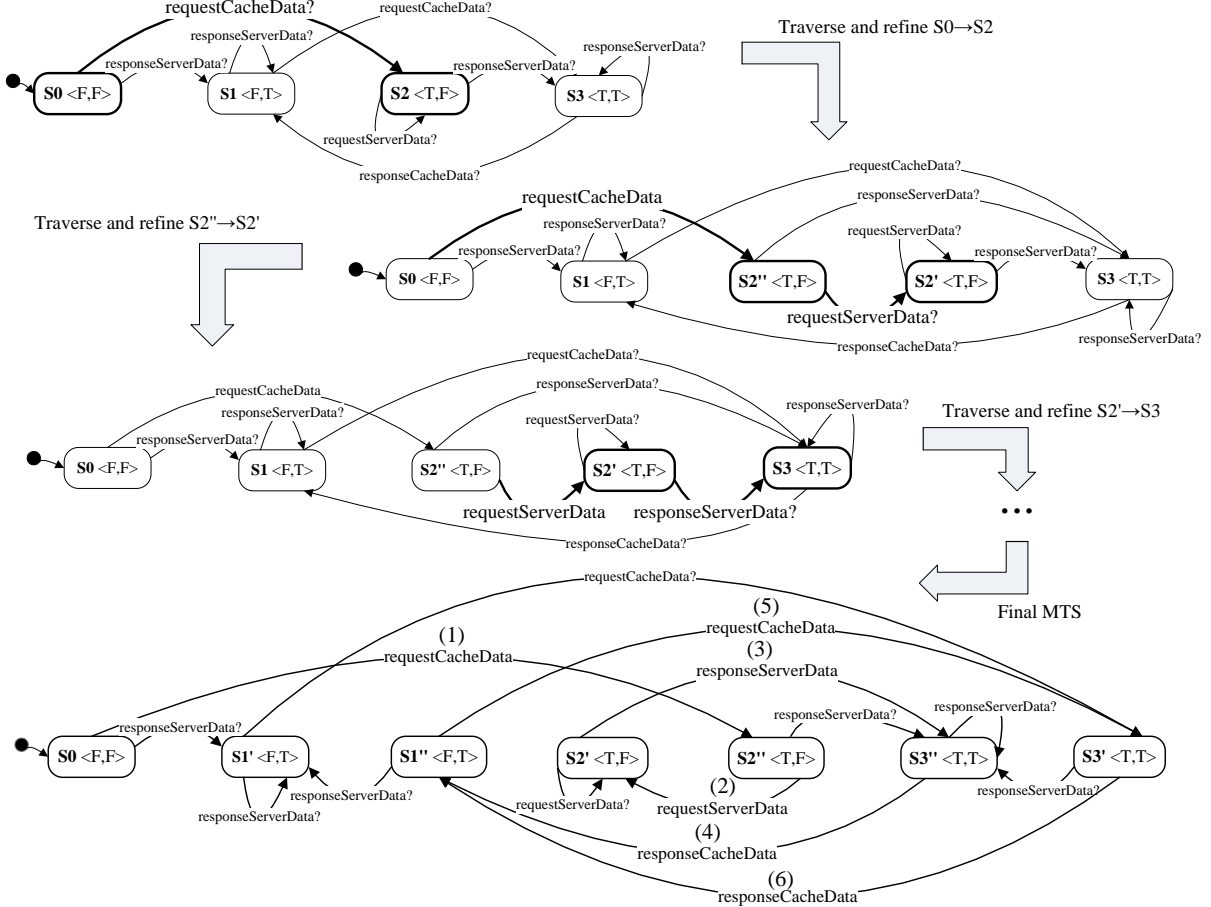 requestCacheData?
requestCacheData?
responseServerData?
responseServerData?
responseServerData?
responseServerData?
S0 <F,F>
S1 <F,T>
S2 <T,F>
S3 <T,T>
requestServerData?
responseCacheData?
Traverse and refine S0→S2
Traverse and refine S2''→S2'
requestCacheData?
requestCacheData
responseServerData?
responseServerData?
requestServerData?
responseServerData?
responseServerData?
S0 <F,F>
S1 <F,T>
S2'' <T,F>
S2' <T,F>
S3 <T,T>
requestServerData?
responseCacheData?
responseServerData?
requestCacheData?
requestCacheData
responseServerData?
responseServerData?
responseServerData?
requestServerData?
responseServerData?
S0 <F,F>
S1 <F,T>
S2'' <T,F>
S2' <T,F>
S3 <T,T>
requestServerData
responseServerData?
responseCacheData?
Traverse and refine S2'→S3
...
Final MTS
requestCacheData?
(5)
requestCacheData
(1)
requestCacheData
(3)
responseServerData
responseServerData?
responseServerData?
responseServerData?
S0 <F,F>
S1' <F,T>
S1'' <F,T>
S2' <T,F>
S2'' <T,F>
S3'' <T,T>
S3' <T,T>
responseServerData?
responseServerData?
requestServerData?
(2)
requestServerData
responseServerData?
(4)
responseCacheData
(6)
responseCacheData